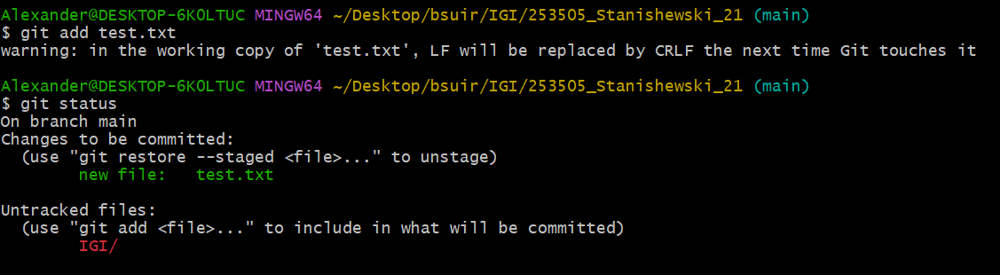 Alexander@DESKTOP-6K0LTUC MINGW64 ~/Desktop/bsuir/IGI/253505_Stanishewski_21 (main)
$ git add test.txt
warning: in the working copy of 'test.txt', LF will be replaced by CRLF the next time Git touches it
Alexander@DESKTOP-6K0LTUC MINGW64 ~/Desktop/bsuir/IGI/253505_Stanishewski_21 (main)
$ git status
On branch main
Changes to be committed:
  (use "git restore --staged <file>..." to unstage)
        new file:   test.txt
Untracked files:
  (use "git add <file>..." to include in what will be committed)
        IGI/